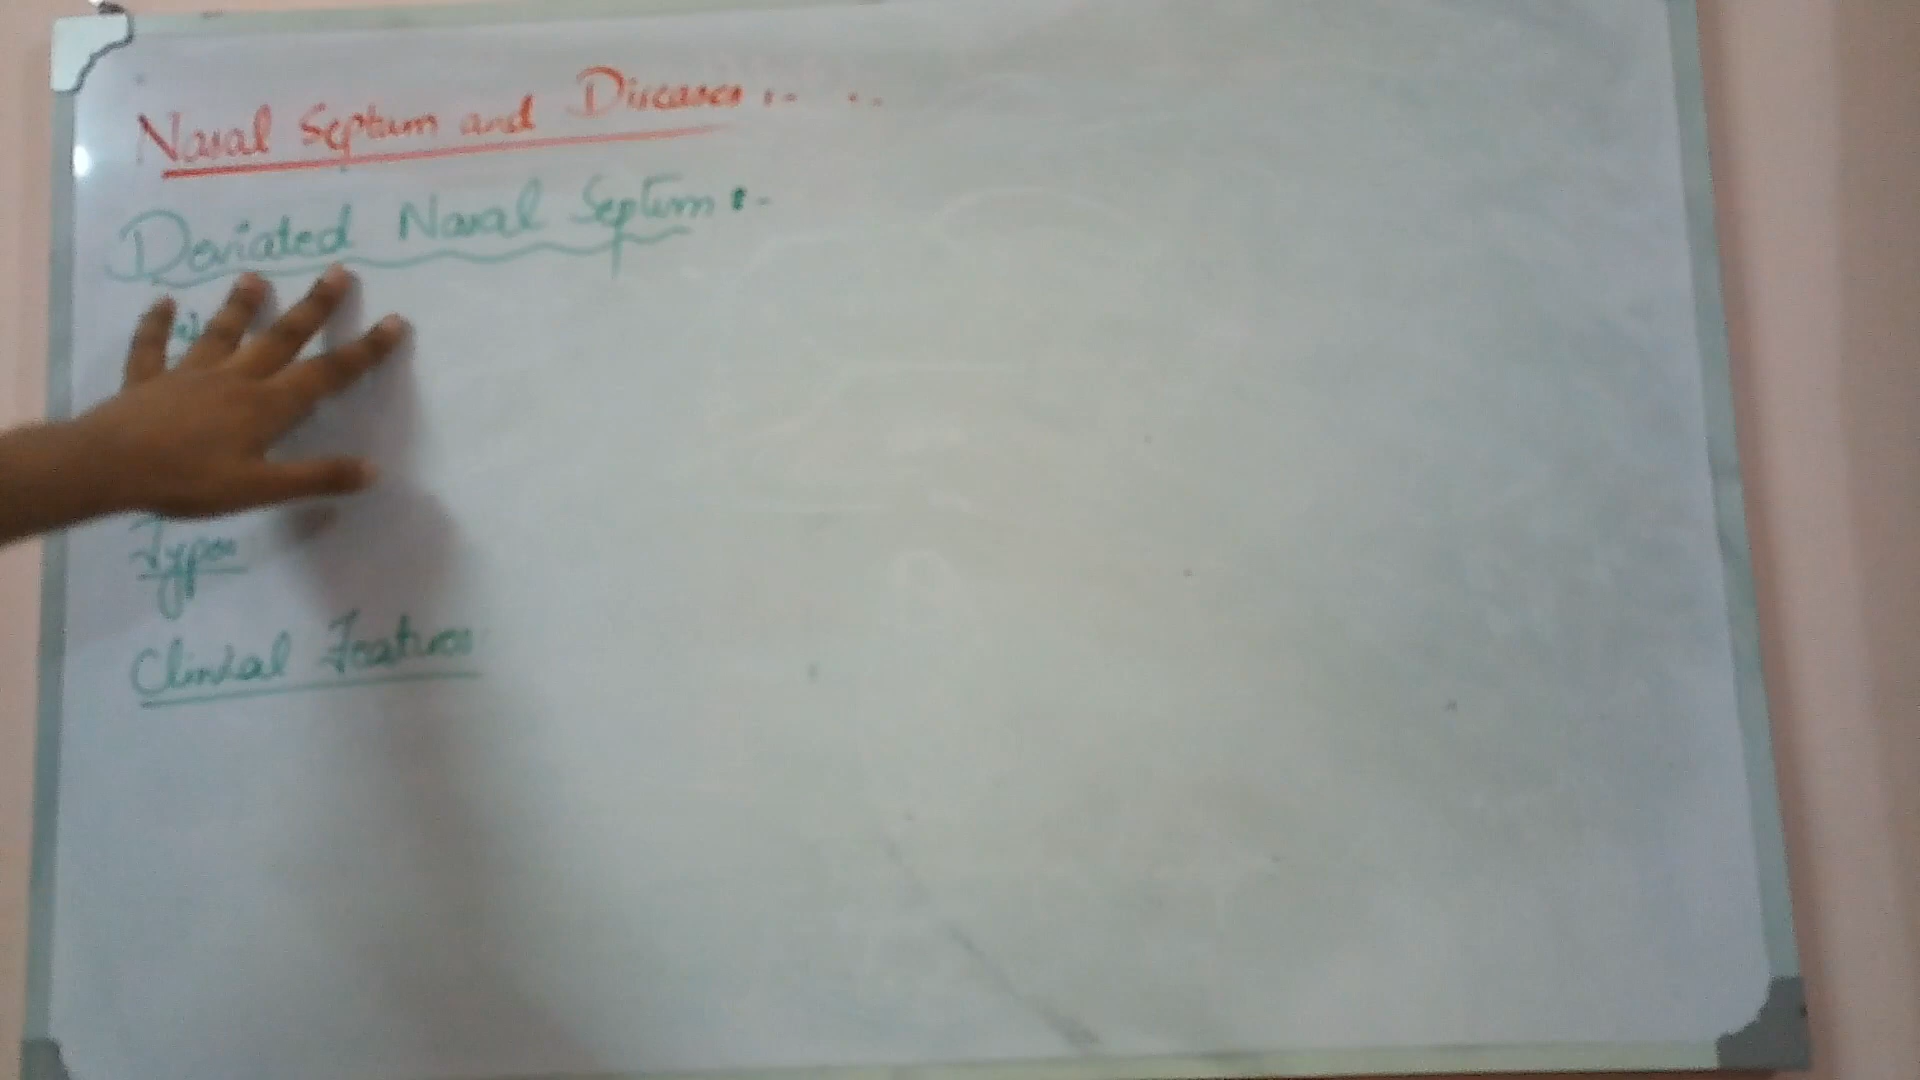 Nasal Septum and Diseases :-
Deviated Nasal Septum :-
Types
Clinical Features